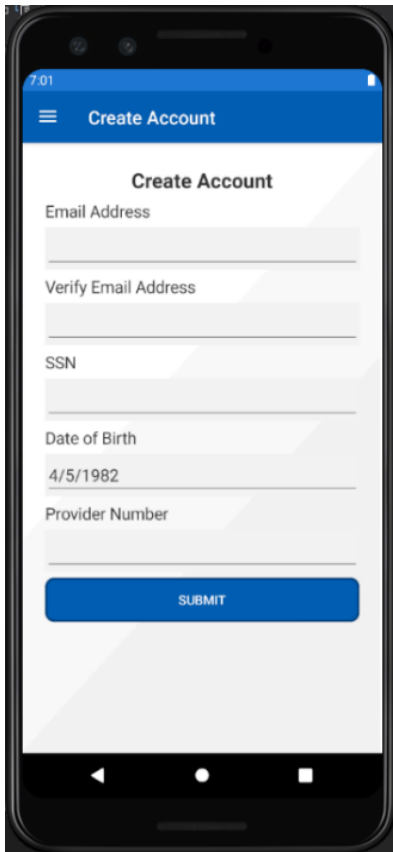 7:01
Create Account
Create Account
Email Address
Verify Email Address
SSN
Date of Birth
4/5/1982
Provider Number
SUBMIT